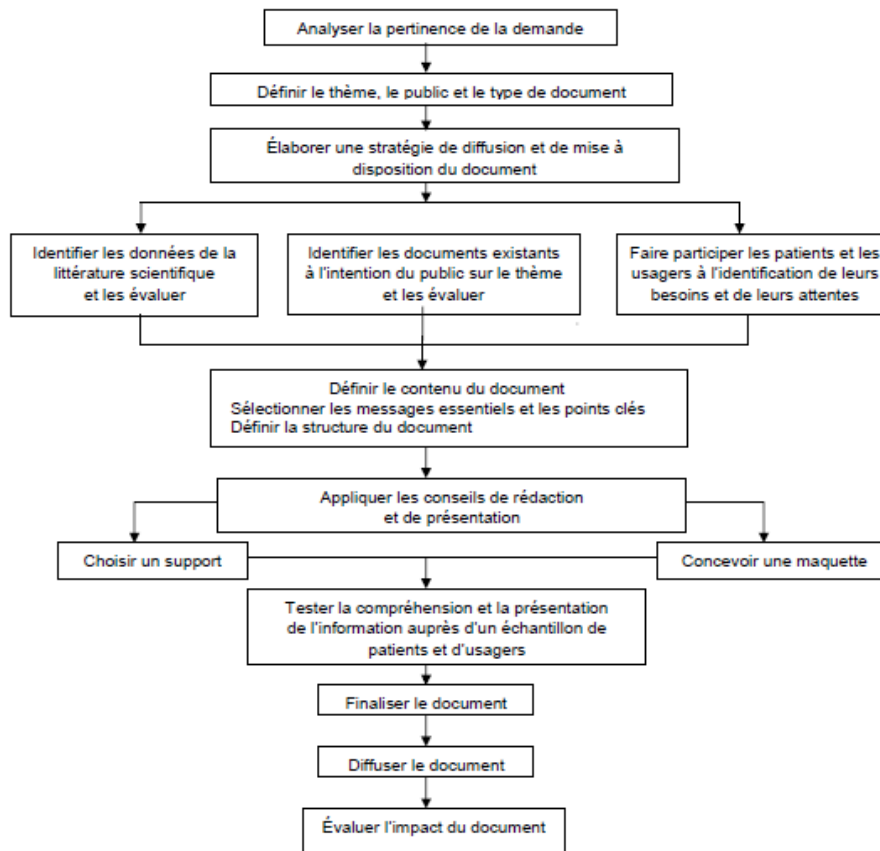 Analyser la pertinence de la demande
Définir le thème, le public et le type de document
Élaborer une stratégie de diffusion et de mise à
disposition du document
Identifier les données de la
littérature scientifique
et les évaluer
Identifier les documents existants
à l'intention du public sur le thème
et les évaluer
Faire participer les patients et les
usagers à l'identification de leurs
besoins et de leurs attentes
Définir le contenu du document
Sélectionner les messages essentiels et les points clés
Définir la structure du document
Appliquer les conseils de rédaction
et de présentation
Choisir un support
Concevoir une maquette
Tester la compréhension et la présentation
de l'information auprès d'un échantillon de
patients et d'usagers
Finaliser le document
Diffuser le document
Évaluer l'impact du document